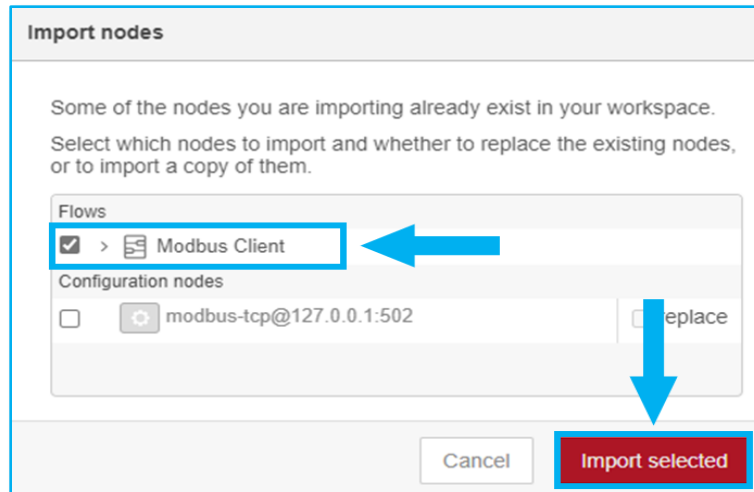 Import nodes
Some of the nodes you are importing already exist in your workspace.
Select which nodes to import and whether to replace the existing nodes,
or to import a copy of them.
Flows
Modbus Client
Configuration nodes
modbus-tcp@127.0.0.1:502
replace
Cancel
Import selected